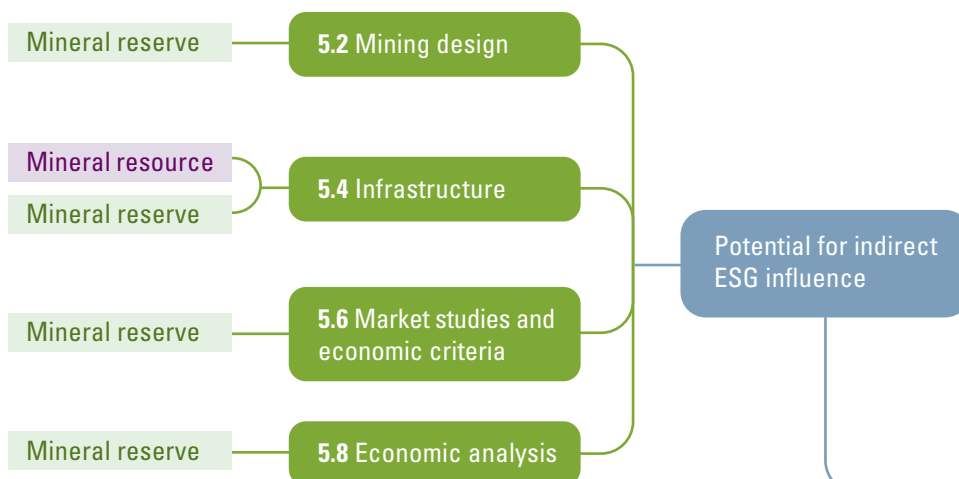 Mineral reserve
5.2 Mining design
Mineral resource
Mineral reserve
5.4 Infrastructure
Potential for indirect
ESG influence
Mineral reserve
5.6 Market studies and
economic criteria
Mineral reserve
5.8 Economic analysis